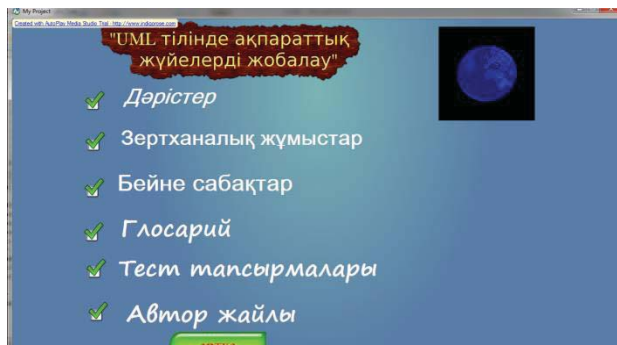 My Project
Created with AutoPlay Media Studio Trial - http://www.indigorose.com
"UML тілінде ақпараттық
жүйелерді жобалау"
Дәрістер
Зертханалық жұмыстар
Бейне сабақтар
Глосарий
Тест тапсырмалары
Автор жайлы